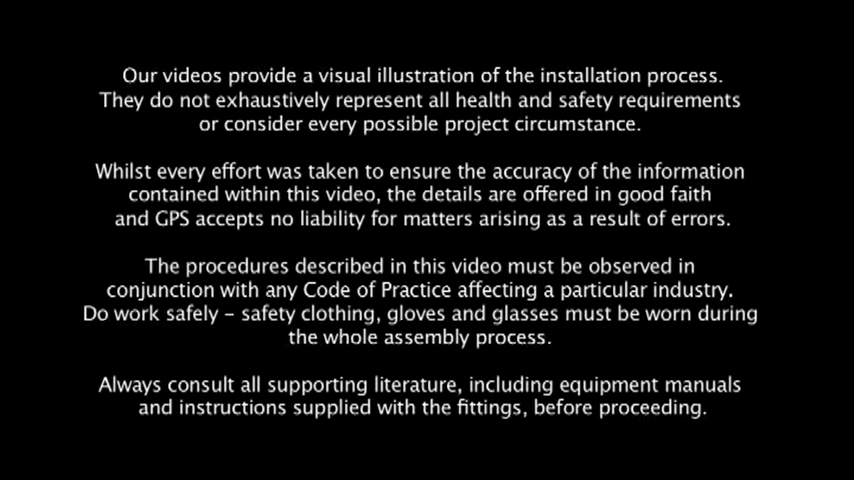 Our videos provide a visual illustration of the installation process.
They do not exhaustively represent all health and safety requirements
or consider every possible project circumstance.
Whilst every effort was taken to ensure the accuracy of the information
contained within this video, the details are offered in good faith
and GPS accepts no liability for matters arising as a result of errors.
The procedures described in this video must be observed in
conjunction with any Code of Practice affecting a particular industry.
Do work safely – safety clothing, gloves and glasses must be worn during
the whole assembly process.
Always consult all supporting literature, including equipment manuals
and instructions supplied with the fittings, before proceeding.